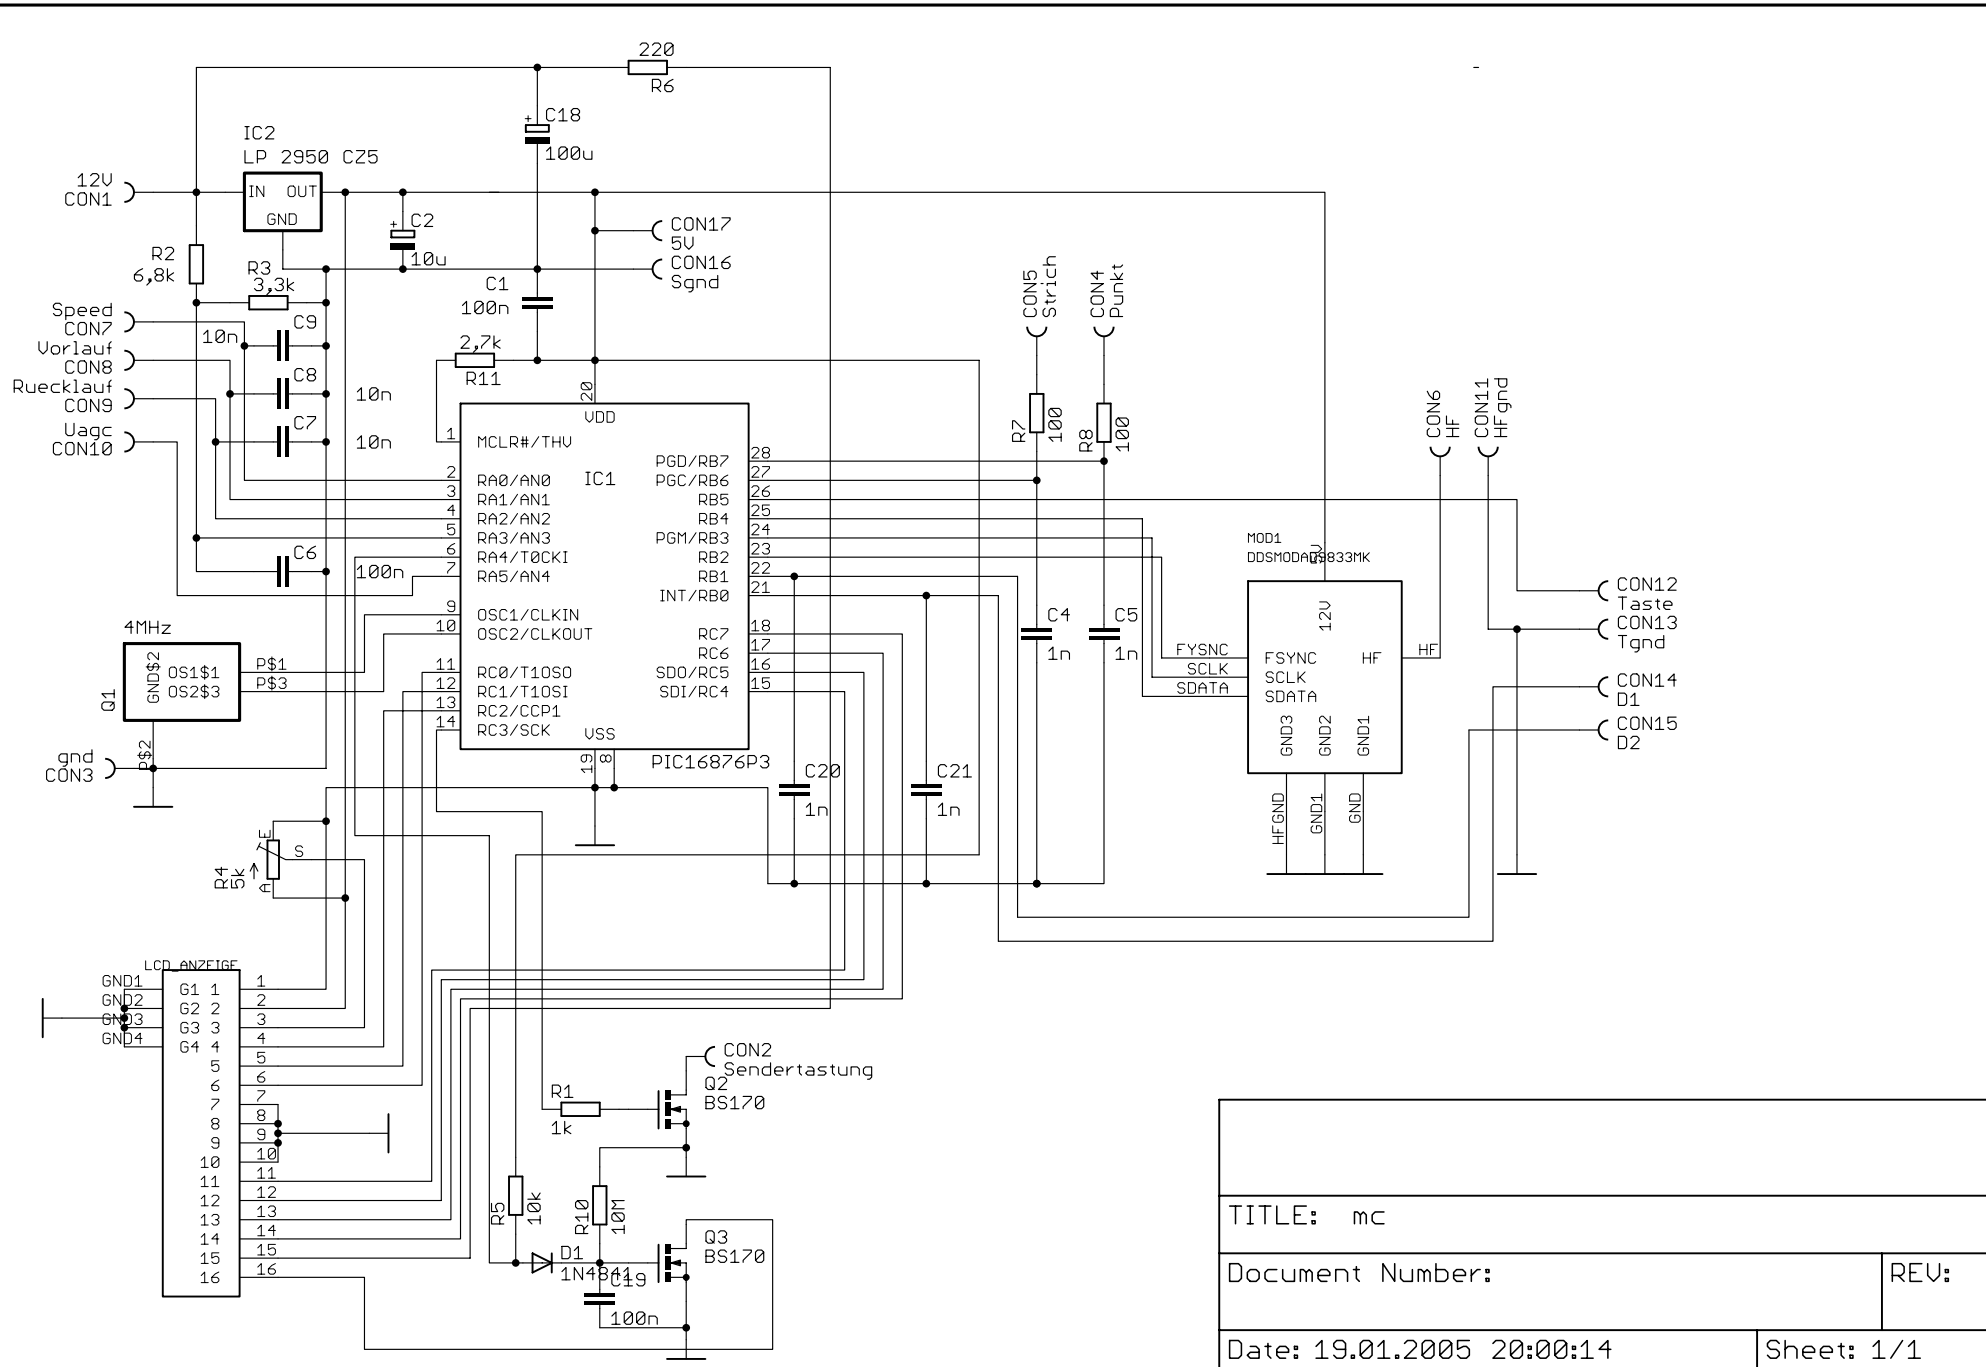 220
R6
+ C18
100u
IC2
LP 2950 CZ5
12V
CON1
IN OUT
GND
+ C2
10u
CON17
5V
CON16
Sgnd
R2
6,8k
R3
3,3k
C1
100n
Speed
CON7
10n
C9
Vorlauf
CON8
C8
10n
Ruecklauf
CON9
C7
10n
Uagc
CON10
2,7k
R11
20
VDD
1 MCLR#/THV
IC1
2 RA0/AN0
3 RA1/AN1
4 RA2/AN2
5 RA3/AN3
6 RA4/T0CKI
7 RA5/AN4
9 OSC1/CLKIN
10 OSC2/CLKOUT
11 RC0/T1OSO
12 RC1/T1OSI
13 RC2/CCP1
14 RC3/SCK
PGD/RB7 28
PGC/RB6 27
RB5 26
RB4 25
PGM/RB3 24
RB2 23
RB1 22
INT/RB0 21
RC7 18
RC6 17
SDO/RC5 16
SDI/RC4 15
VSS
19
8
PIC16876P3
C6
100n
4MHz
Q1
GND$2
OS1$1
OS2$3
P$1
P$3
P$2
gnd
CON3
CON5
Strich
CON4
Punkt
R7
100
R8
100
C4
1n
C5
1n
C20
1n
C21
1n
CON6
HF
CON11
HFgnd
MOD1
DDSMODAD9833MK
5V
12V
FYSNC
SCLK
SDATA
FSYNC
SCLK
SDATA
HF
HF
GND3
GND2
GND1
HFGND
GND1
GND
CON12
Taste
CON13
Tgnd
CON14
D1
CON15
D2
R4
5k
E
S
A
LCD_ANZEIGE
GND1 G1 1 1
GND2 G2 2 2
GND3 G3 3 3
GND4 G4 4 4
5 5
6 6
7 7
8 8
9 9
10 10
11 11
12 12
13 13
14 14
15 15
16 16
CON2
Sendertastung
Q2
BS170
R1
1k
R5
10k
R10
10M
Q3
BS170
D1
1N4841
C19
100n
TITLE: mc
Document Number:
REV:
Date: 19.01.2005 20:00:14
Sheet: 1/1